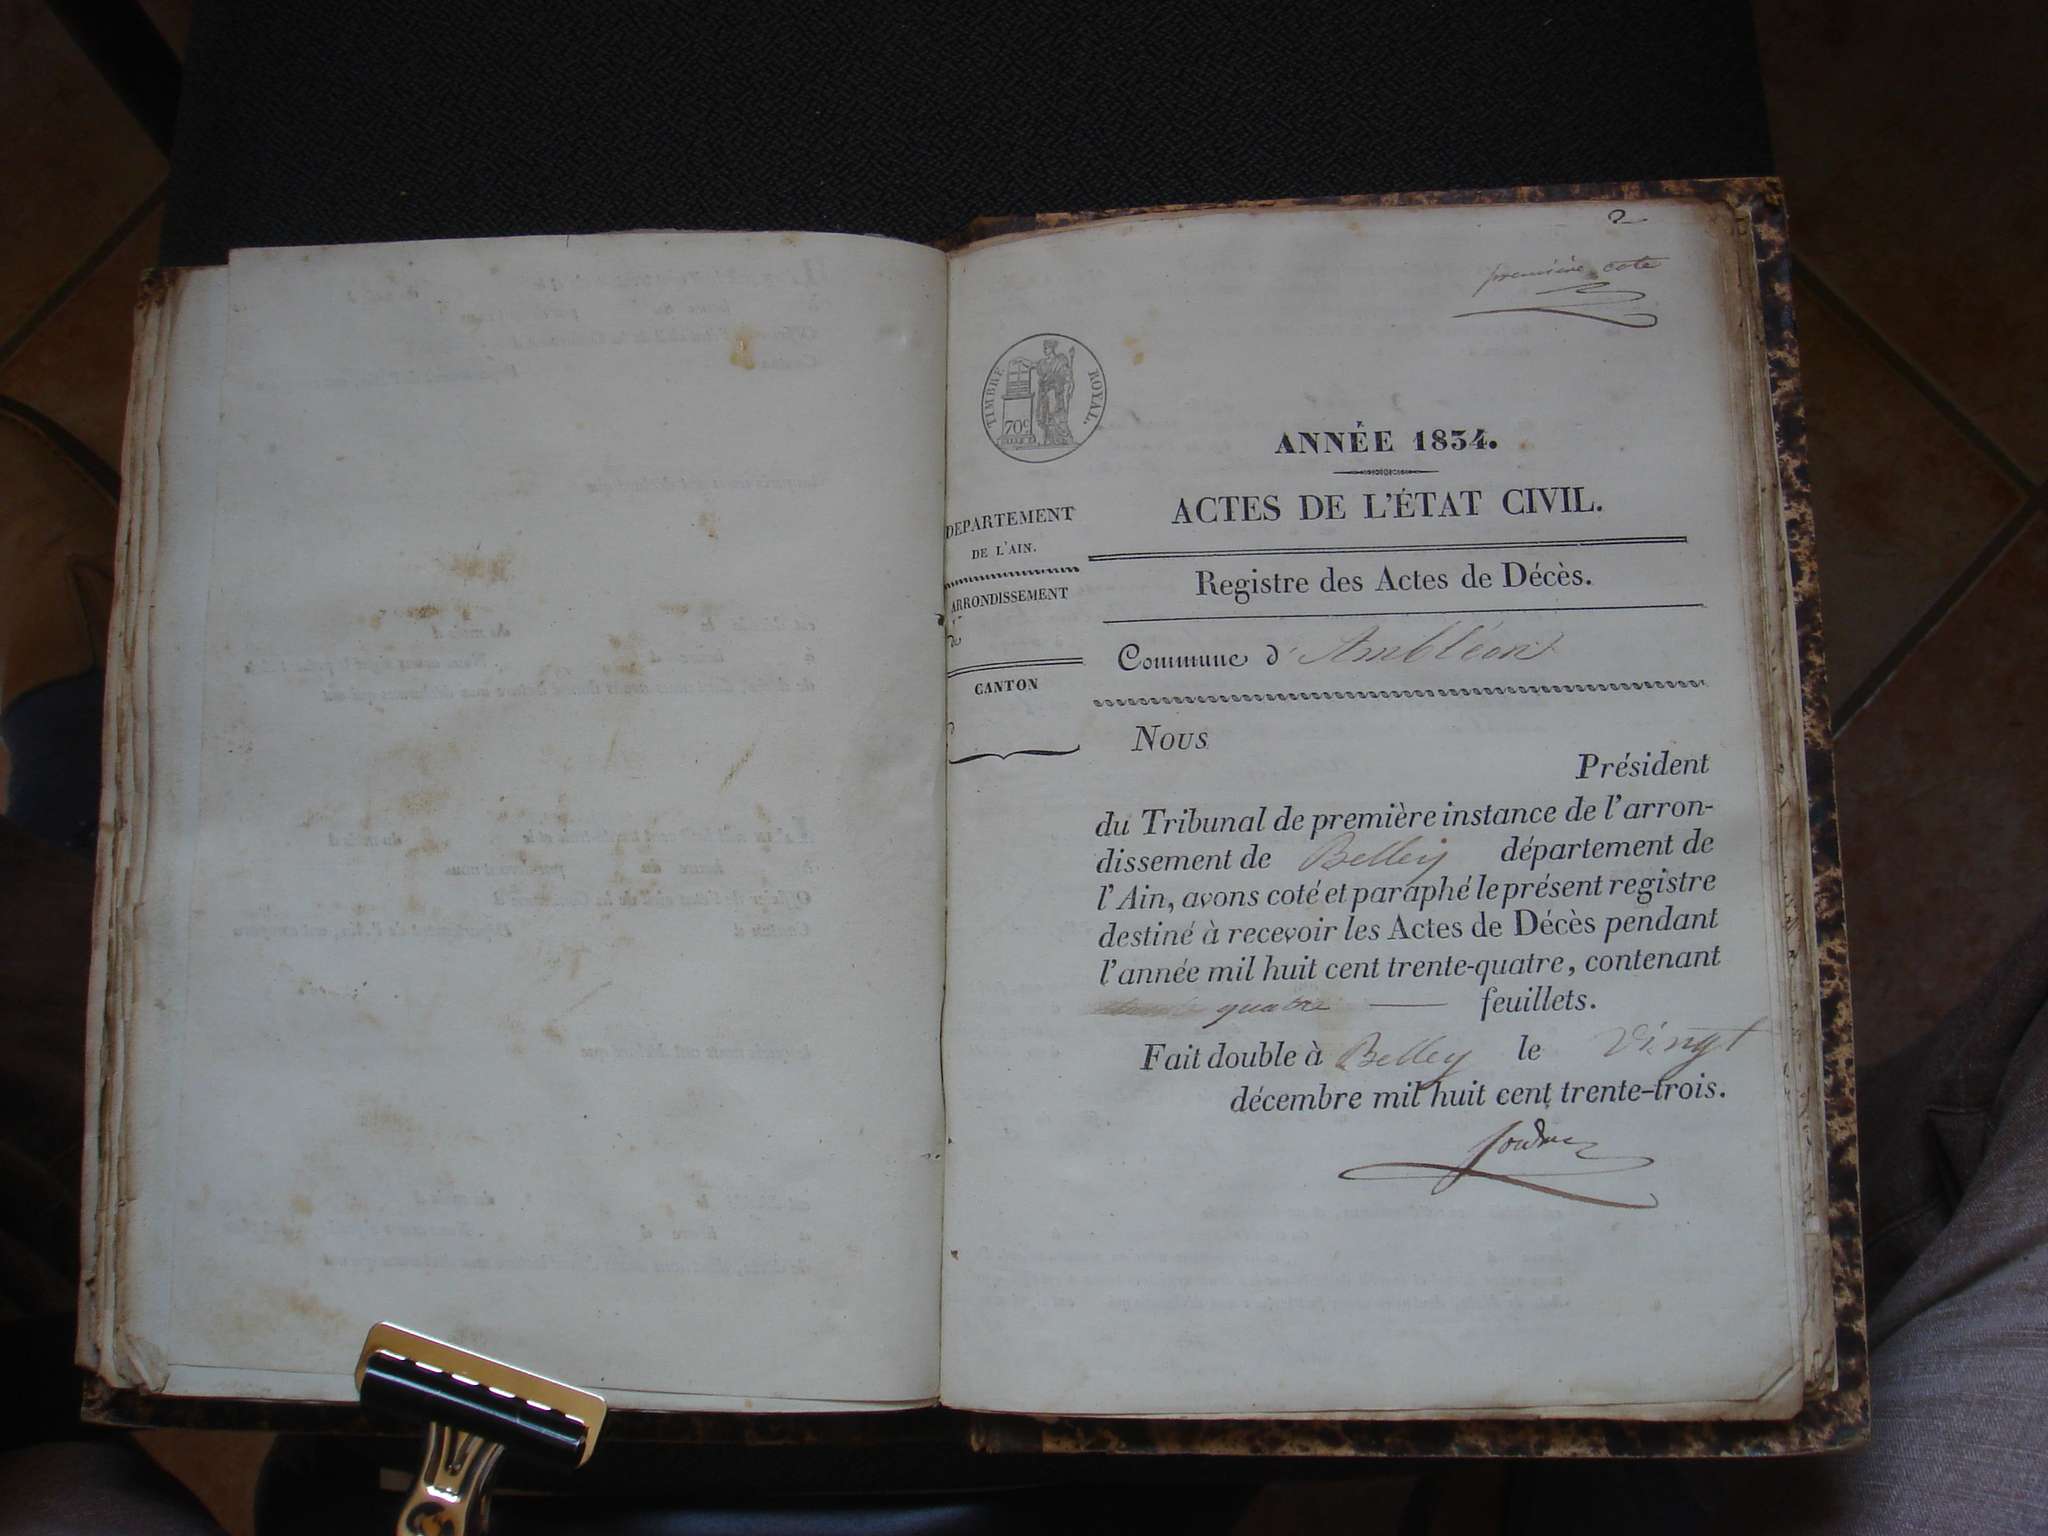 2
première cote
TIMBRE ROYAL.
70c
ANNÉE 1834.
ACTES DE L'ÉTAT CIVIL.
DEPARTEMENT
DE L'AIN.
ARRONDISSEMENT
d
CANTON
Registre des Actes de Décès.
Commune d'Ambléon
Nous
Président
du Tribunal de première instance de l'arron-
dissement de Belley département de
l'Ain, avons coté et paraphé le présent registre
destiné à recevoir les Actes de Décès pendant
l'année mil huit cent trente-quatre, contenant
quatre — feuillets.
Fait double à Belley le Vingt
décembre mil huit cent trente-trois.